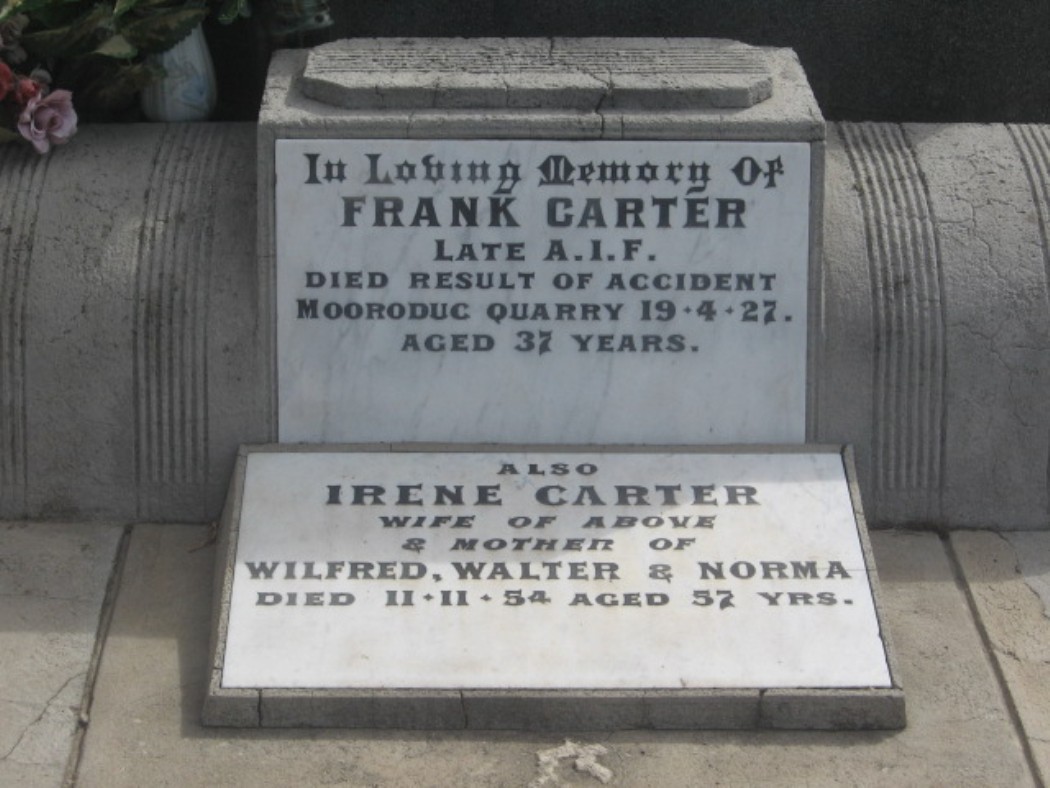 In Loving Memory Of
FRANK CARTER
LATE A.I.F.
DIED RESULT OF ACCIDENT
MOORODUC QUARRY 19·4·27.
AGED 37 YEARS.
ALSO
IRENE CARTER
WIFE OF ABOVE
& MOTHER OF
WILFRED, WALTER & NORMA
DIED 11·11·54 AGED 57 YRS.